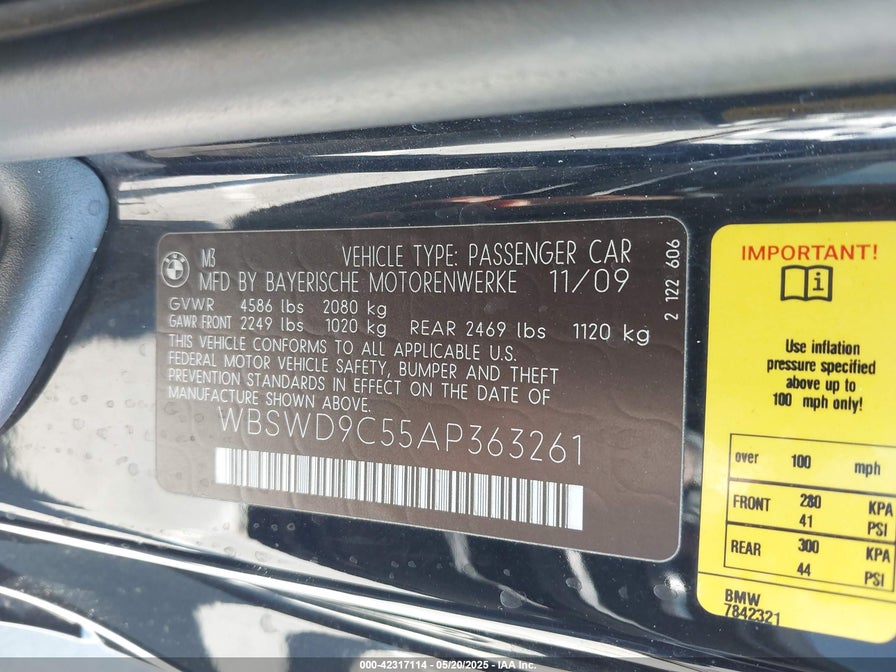 M3
VEHICLE TYPE: PASSENGER CAR
MFD BY BAYERISCHE MOTORENWERKE 11/09
GVWR 4586 lbs 2080 kg
GAWR FRONT 2249 lbs 1020 kg REAR 2469 lbs 1120 kg
THIS VEHICLE CONFORMS TO ALL APPLICABLE U.S.
FEDERAL MOTOR VEHICLE SAFETY, BUMPER AND THEFT
PREVENTION STANDARDS IN EFFECT ON THE DATE OF
MANUFACTURE SHOWN ABOVE.
WBSWD9C55AP363261
2 122 606
IMPORTANT!
Use inflation
pressure specified
above up to
100 mph only!
over 100 mph
FRONT 280 KPA
41 PSI
REAR 300 KPA
44 PSI
BMW
7842321
000-42317114 - 05/20/2025 - IAA Inc.